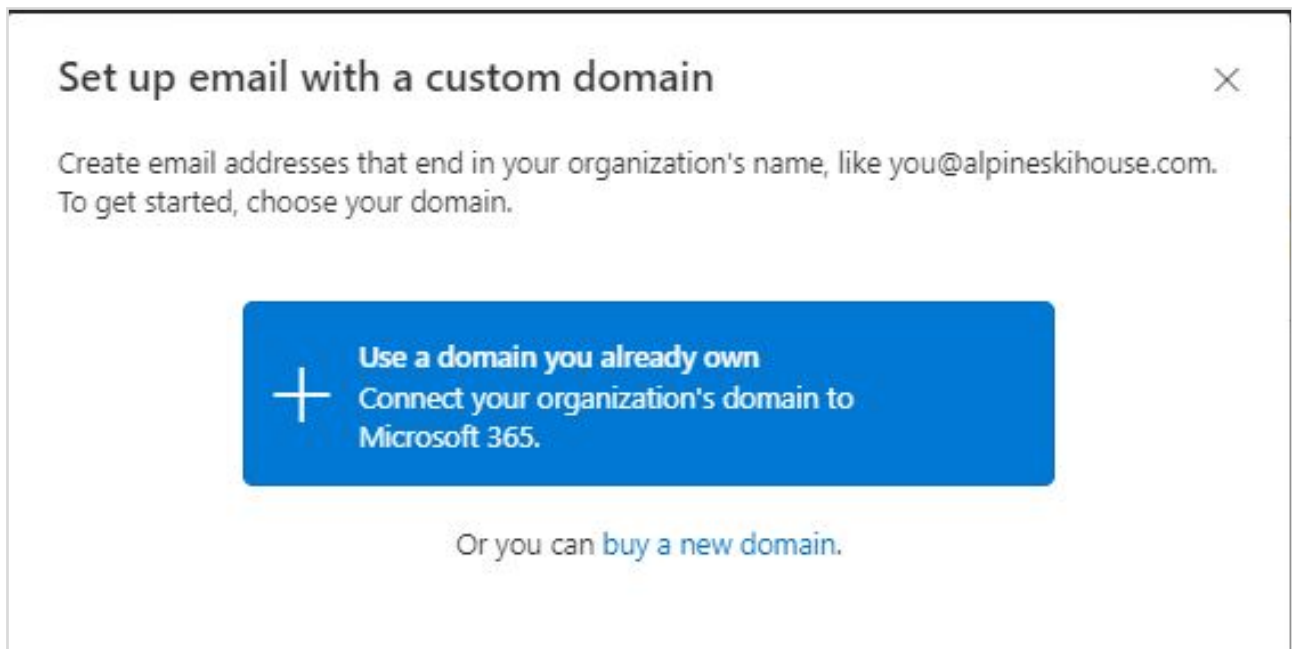 Set up email with a custom domain
Create email addresses that end in your organization's name, like you@alpineskihouse.com.
To get started, choose your domain.
Use a domain you already own
Connect your organization's domain to
Microsoft 365.
Or you can buy a new domain.